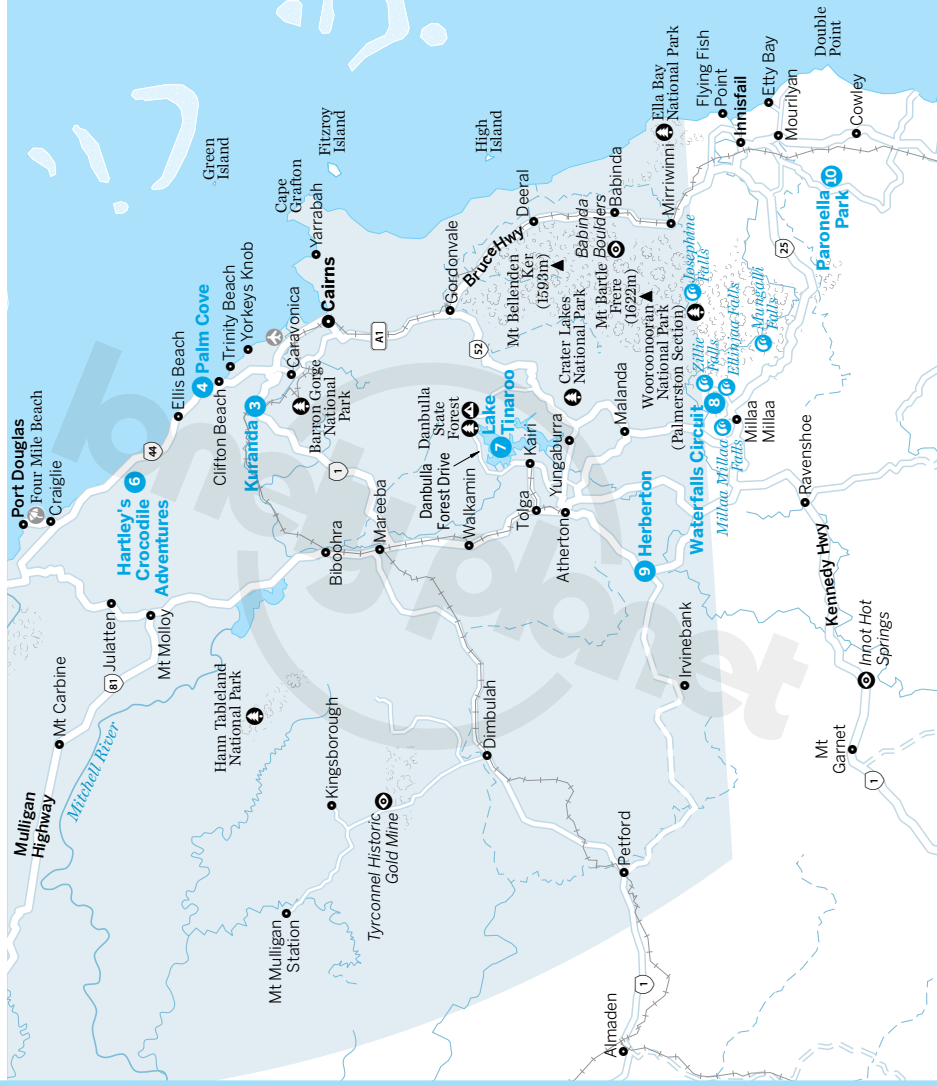 Port Douglas
Four Mile Beach
Craiglie
Double
Point
Green
Island
Ella Bay
National Park
Flying Fish
Point
Etty Bay
Mourilyan
Innisfail
Cowley
Fitzroy
Island
High
Island
Cape
Grafton
Yarrabah
Ellis Beach
4 Palm Cove
Trinity Beach
Yorkeys Knob
Clifton Beach
Caravonica
Cairns
Gordonvale
Bruce Hwy
Deeral
Babinda
Babinda
Boulders
Mirriwinni
Mt Bellenden
Ker
(1593m)
Mt Bartle
Frere
(1622m)
Josephine
Falls
Paronella 10
Park
25
A1
52
44
6
Hartley's
Crocodile
Adventures
Kuranda 3
Barron Gorge
National
Park
1
Danbulla
State
Forest
Danbulla
Forest Drive
7 Lake
Tinaroo
Kairi
Crater Lakes
National Park
Wooroonooran
National Park
(Palmerston Section)
Zillie
Falls
Ellinjaa Falls
Mungalli
Falls
Malanda
Yungaburra
Waterfalls Circuit 8
Millaa Millaa
Falls
Millaa
Millaa
Biboohra
Mareeba
Walkamin
Tolga
Atherton
9 Herberton
Ravenshoe
Kennedy Hwy
Julatten
Mt Molloy
81
Mt Carbine
Mulligan
Highway
Mitchell River
Hann Tableland
National Park
Kingsborough
Tyrconnel Historic
Gold Mine
Mt Mulligan
Station
Dimbulah
Irvinebank
Innot Hot
Springs
Mt
Garnet
1
Petford
1
Almaden
lonely planet